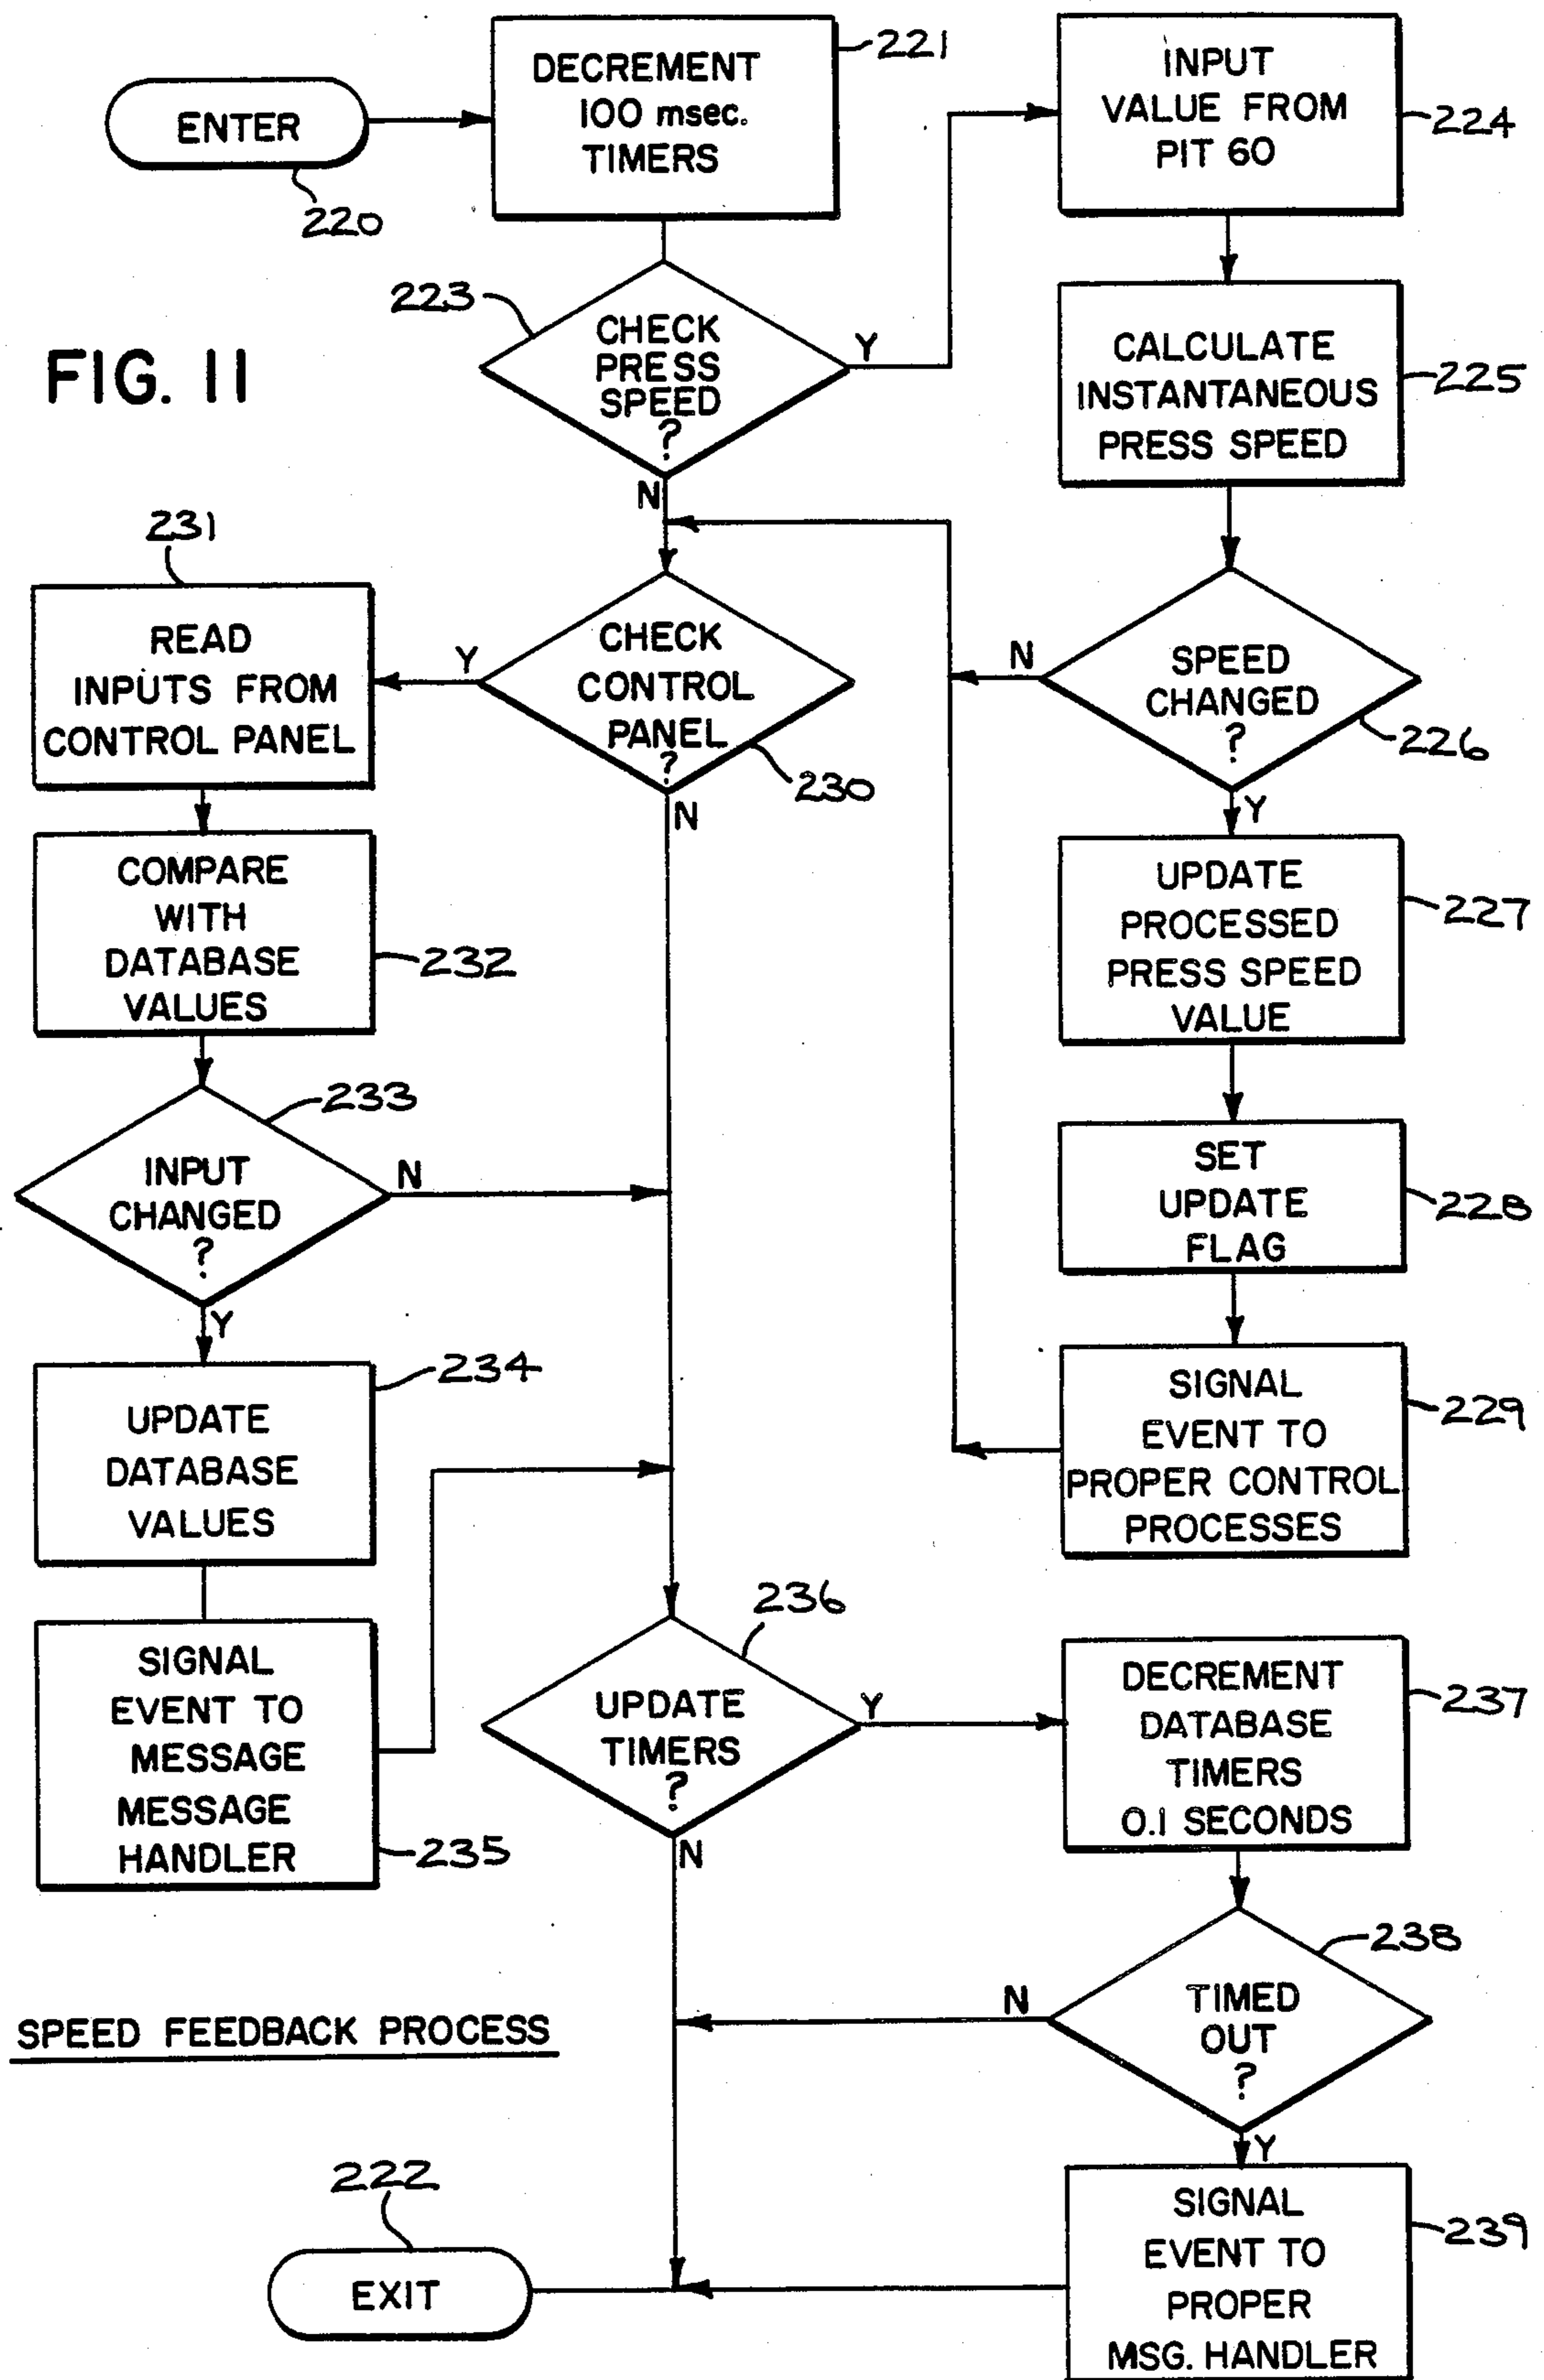 ENTER
220
DECREMENT
100 msec.
TIMERS
221
INPUT
VALUE FROM
PIT 60
224
FIG. 11
223
CHECK
PRESS
SPEED
?
Y
N
CALCULATE
INSTANTANEOUS
PRESS SPEED
225
SPEED
CHANGED
?
226
N
Y
UPDATE
PROCESSED
PRESS SPEED
VALUE
227
SET
UPDATE
FLAG
228
SIGNAL
EVENT TO
PROPER CONTROL
PROCESSES
229
CHECK
CONTROL
PANEL
?
230
Y
N
231
READ
INPUTS FROM
CONTROL PANEL
COMPARE
WITH
DATABASE
VALUES
232
233
INPUT
CHANGED
?
N
Y
234
UPDATE
DATABASE
VALUES
SIGNAL
EVENT TO
MESSAGE
MESSAGE
HANDLER
235
236
UPDATE
TIMERS
?
Y
N
DECREMENT
DATABASE
TIMERS
0.1 SECONDS
237
238
TIMED
OUT
?
N
Y
SIGNAL
EVENT TO
PROPER
MSG. HANDLER
239
SPEED FEEDBACK PROCESS
222
EXIT